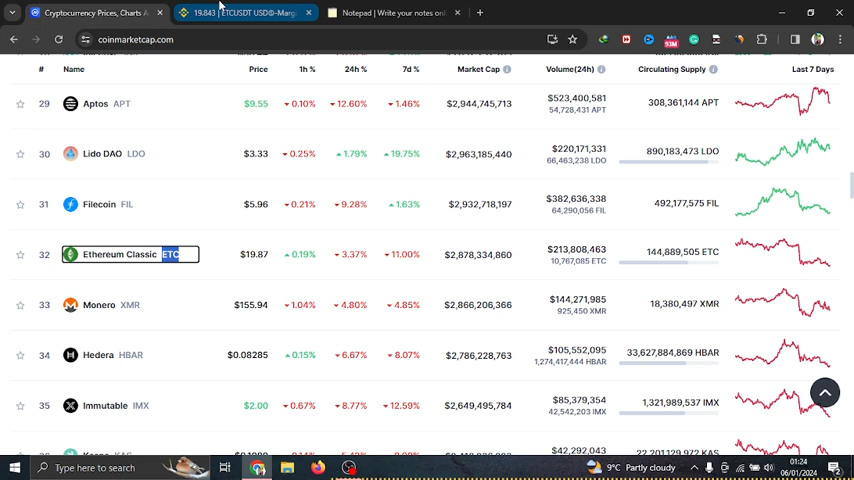 Cryptocurrency Prices, Charts A
19.843 | ETCUSDT USD®-Marg
Notepad | Write your notes onl
coinmarketcap.com
93M
# Name Price 1h % 24h % 7d % Market Cap Volume(24h) Circulating Supply Last 7 Days
29 Aptos APT $9.55 0.10% 12.60% 1.46% $2,944,745,713 $523,400,581 308,361,144 APT
54,728,431 APT
30 Lido DAO LDO $3.33 0.25% 1.79% 19.75% $2,963,185,440 $220,171,331 890,183,473 LDO
66,463,238 LDO
31 Filecoin FIL $5.96 0.21% 9.28% 1.63% $2,932,718,197 $382,636,338 492,177,575 FIL
64,290,056 FIL
32 Ethereum Classic ETC $19.87 0.19% 3.37% 11.00% $2,878,334,860 $213,808,463 144,889,505 ETC
10,767,085 ETC
33 Monero XMR $155.94 1.04% 4.80% 4.85% $2,866,206,366 $144,271,985 18,380,497 XMR
925,450 XMR
34 Hedera HBAR $0.08285 0.15% 6.67% 8.07% $2,786,228,763 $105,552,095 33,627,884,869 HBAR
1,274,417,444 HBAR
35 Immutable IMX $2.00 0.67% 8.77% 12.59% $2,649,495,784 $85,379,354 1,321,989,537 IMX
42,542,203 IMX
$42,292,043
Type here to search
9°C Partly cloudy
01:24
06/01/2024
2